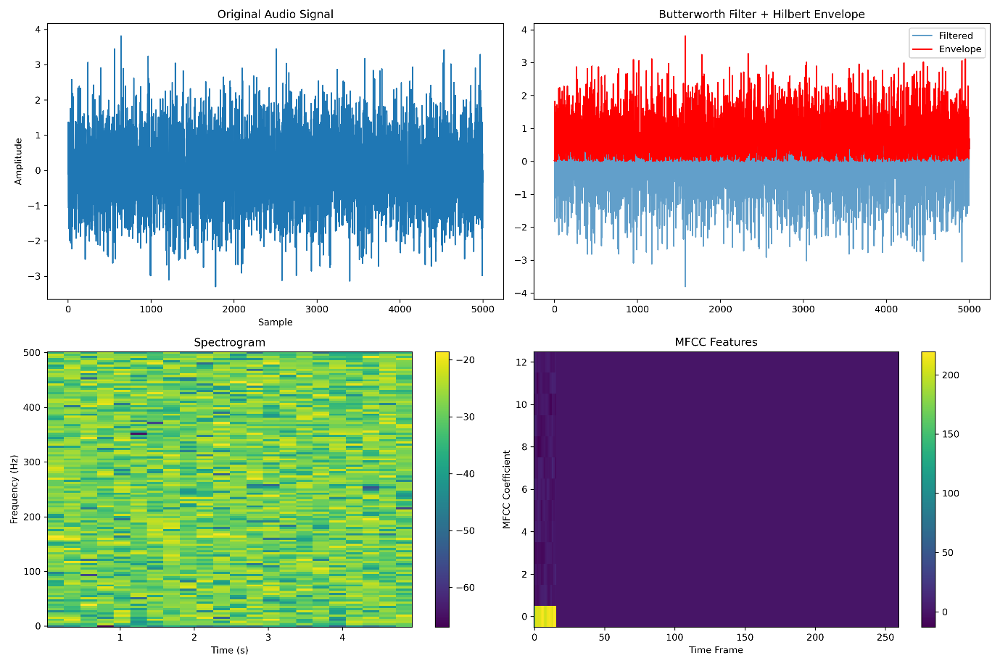 Original Audio Signal
4
3
2
1
0
−1
−2
−3
Amplitude
0 1000 2000 3000 4000 5000
Sample
Butterworth Filter + Hilbert Envelope
Filtered
Envelope
4
3
2
1
0
−1
−2
−3
−4
0 1000 2000 3000 4000 5000
Spectrogram
500
400
300
200
100
0
Frequency (Hz)
1 2 3 4
Time (s)
−20
−30
−40
−50
−60
MFCC Features
12
10
8
6
4
2
0
MFCC Coefficient
0 50 100 150 200 250
Time Frame
200
150
100
50
0